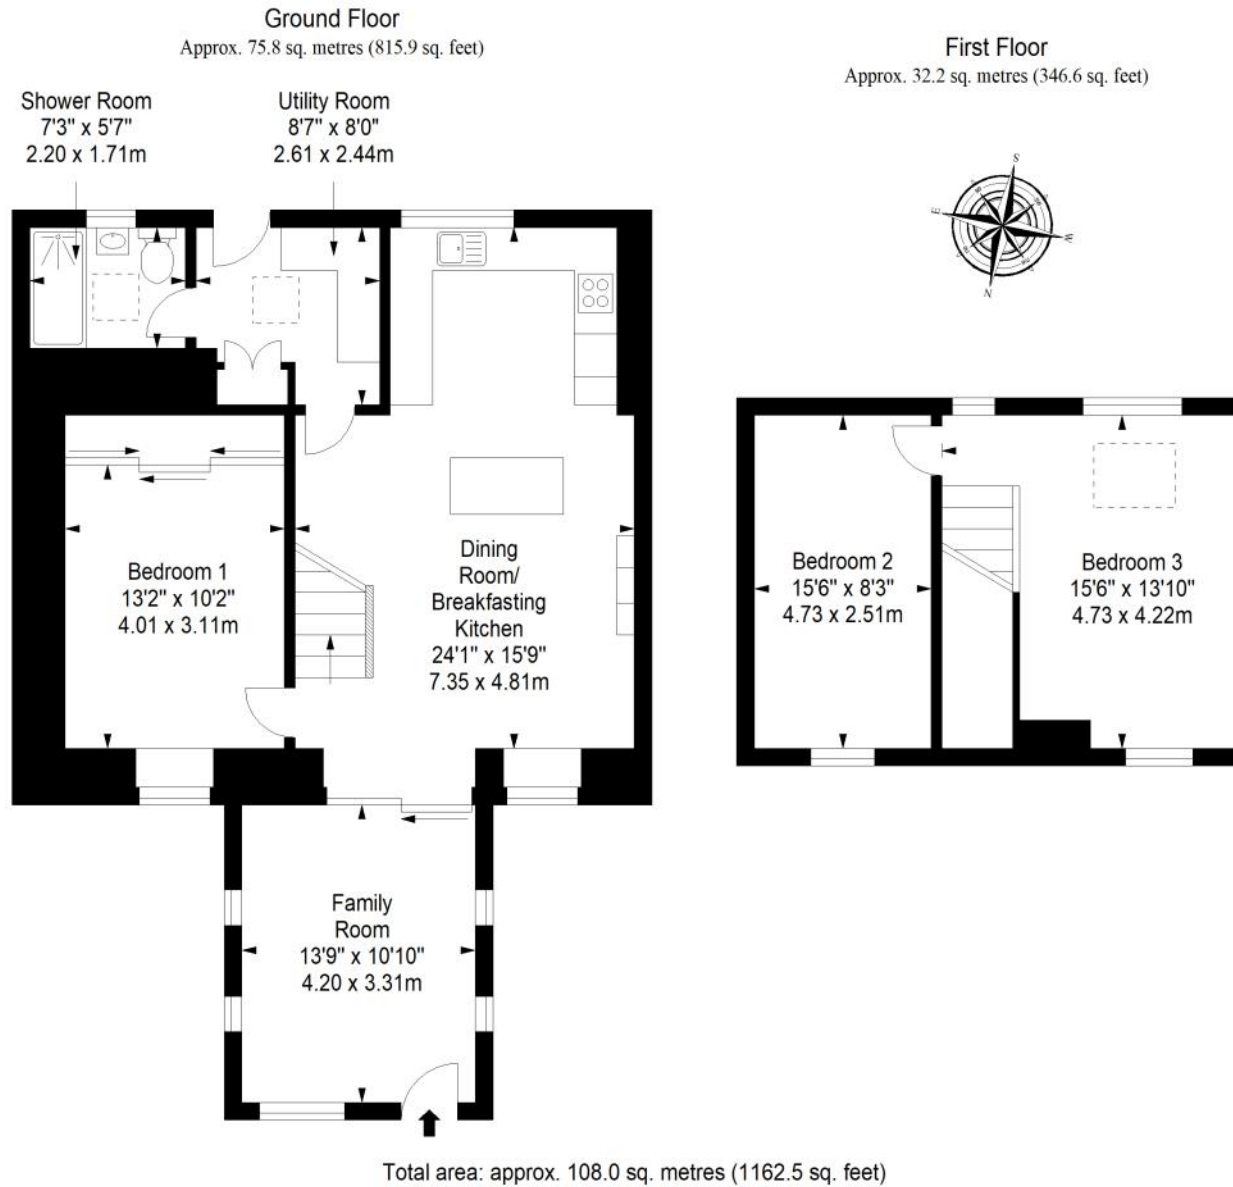 Ground Floor
Approx. 75.8 sq. metres (815.9 sq. feet)
First Floor
Approx. 32.2 sq. metres (346.6 sq. feet)
Shower Room
7'3" x 5'7"
2.20 x 1.71m
Utility Room
8'7" x 8'0"
2.61 x 2.44m
S
E
W
N
Bedroom 1
13'2" x 10'2"
4.01 x 3.11m
Dining
Room/
Breakfasting
Kitchen
24'1" x 15'9"
7.35 x 4.81m
Bedroom 2
15'6" x 8'3"
4.73 x 2.51m
Bedroom 3
15'6" x 13'10"
4.73 x 4.22m
Family
Room
13'9" x 10'10"
4.20 x 3.31m
Total area: approx. 108.0 sq. metres (1162.5 sq. feet)